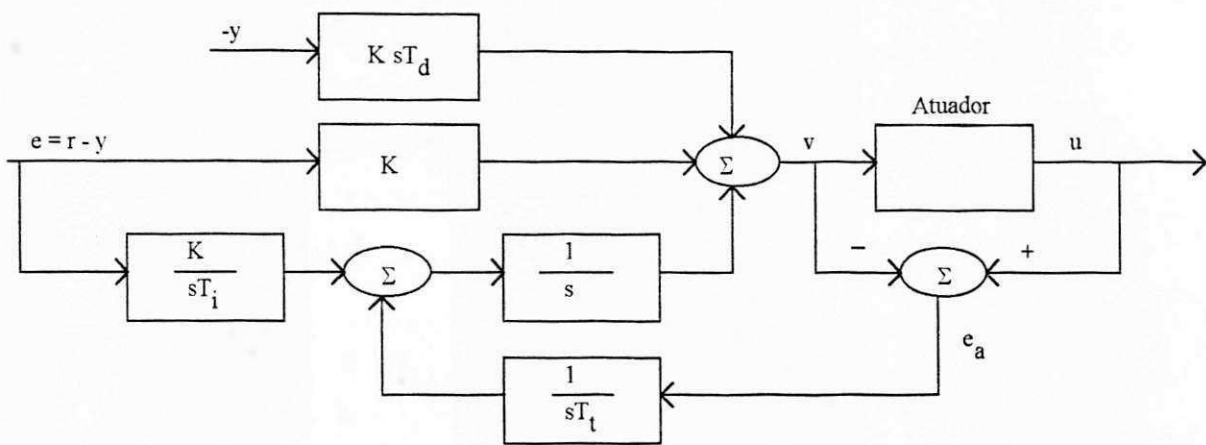 -y
K sT_d
Atuador
e = r - y
K
Σ
v
u
K
sT_i
Σ
1
s
−
Σ
+
e_a
1
sT_t